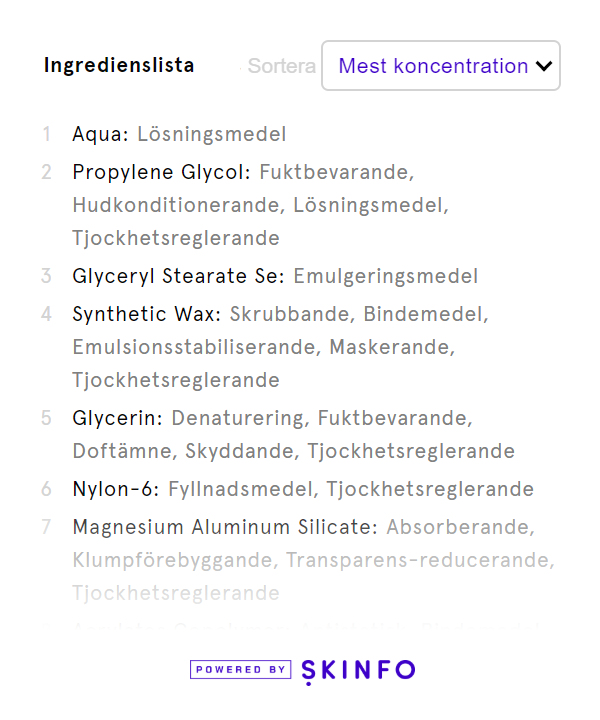 Ingredienslista Sortera Mest koncentration
1 Aqua: Lösningsmedel
2 Propylene Glycol: Fuktbevarande,
Hudkonditionerande, Lösningsmedel,
Tjockhetsreglerande
3 Glyceryl Stearate Se: Emulgeringsmedel
4 Synthetic Wax: Skrubbande, Bindemedel,
Emulsionsstabiliserande, Maskerande,
Tjockhetsreglerande
5 Glycerin: Denaturering, Fuktbevarande,
Doftämne, Skyddande, Tjockhetsreglerande
6 Nylon-6: Fyllnadsmedel, Tjockhetsreglerande
7 Magnesium Aluminum Silicate: Absorberande,
Klumpförebyggande, Transparens-reducerande,
Tjockhetsreglerande
POWERED BY SKINFO